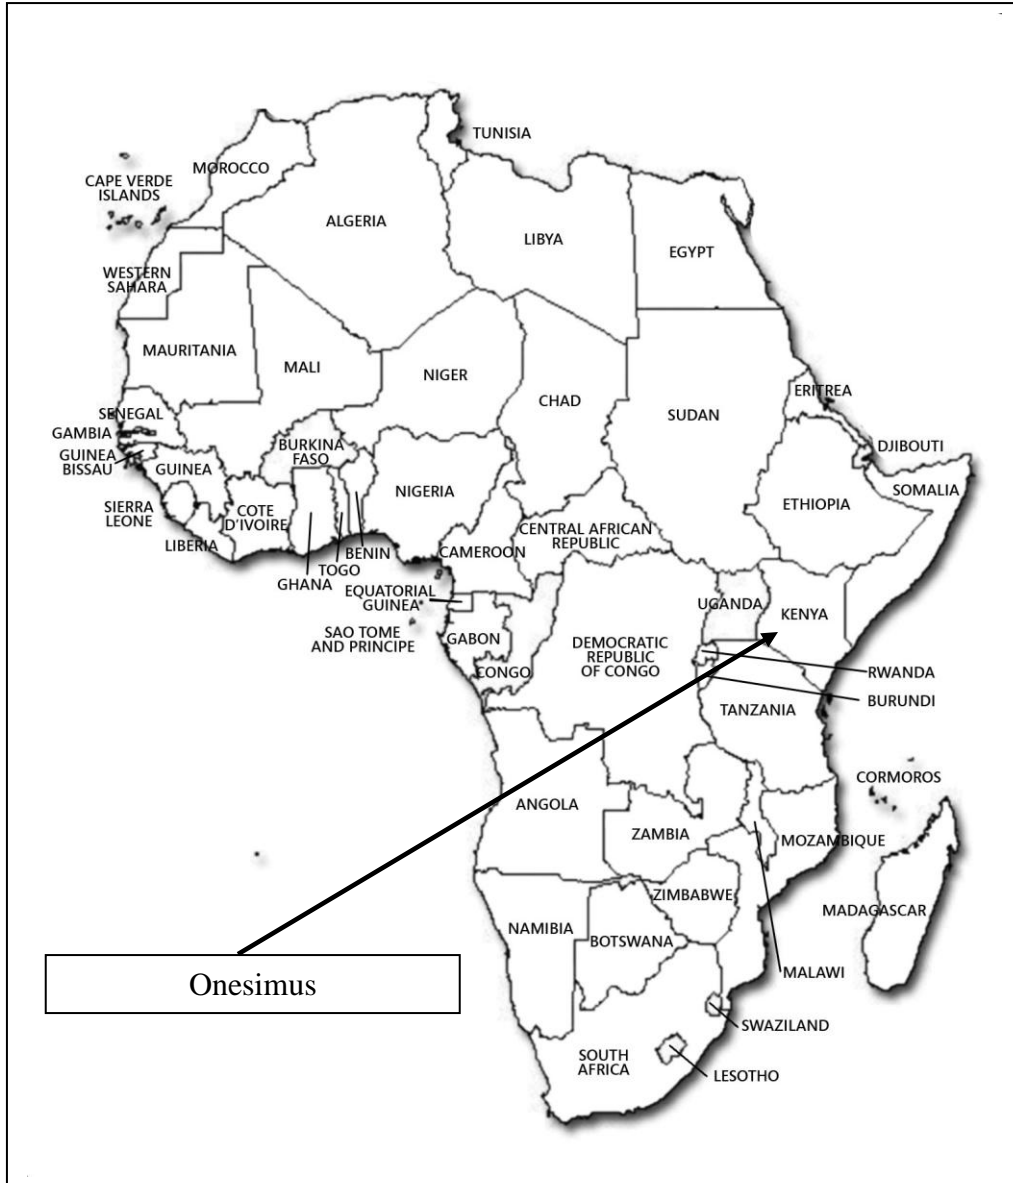 TUNISIA
MOROCCO
CAPE VERDE
ISLANDS
ALGERIA
LIBYA
EGYPT
WESTERN
SAHARA
MAURITANIA
MALI
NIGER
CHAD
SUDAN
ERITREA
SENEGAL
GAMBIA
GUINEA
BISSAU
GUINEA
BURKINA
FASO
DJIBOUTI
SOMALIA
NIGERIA
ETHIOPIA
SIERRA
LEONE
COTE
D'IVOIRE
CENTRAL AFRICAN
REPUBLIC
LIBERIA
BENIN
CAMEROON
TOGO
GHANA
EQUATORIAL
GUINEA
UGANDA
KENYA
SAO TOME
AND PRINCIPE
GABON
DEMOCRATIC
REPUBLIC
OF CONGO
CONGO
RWANDA
BURUNDI
TANZANIA
CORMOROS
ANGOLA
ZAMBIA
MOZAMBIQUE
ZIMBABWE
MADAGASCAR
NAMIBIA
BOTSWANA
MALAWI
Onesimus
SWAZILAND
SOUTH
AFRICA
LESOTHO